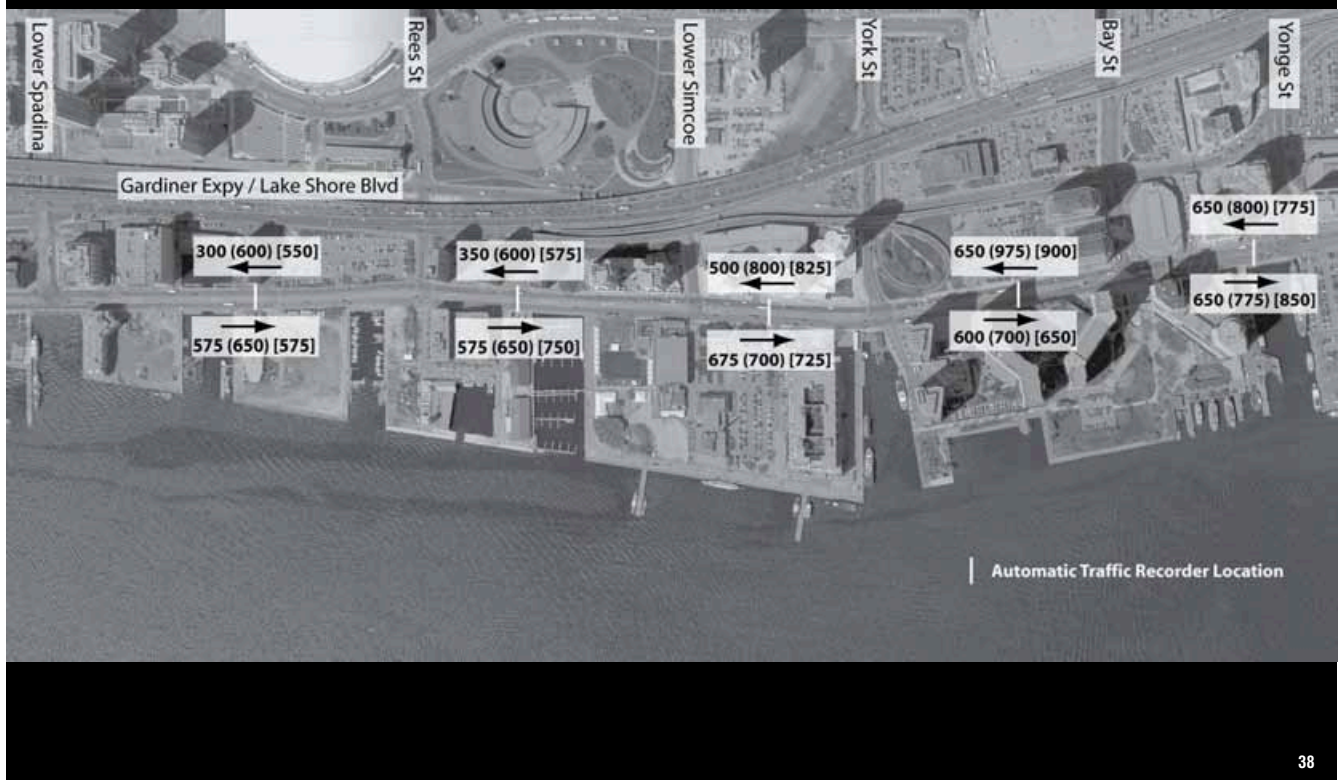 Lower Spadina
Rees St
Lower Simcoe
York St
Bay St
Yonge St
Gardiner Expy / Lake Shore Blvd
300 (600) [550]
575 (650) [575]
350 (600) [575]
575 (650) [750]
500 (800) [825]
675 (700) [725]
650 (975) [900]
600 (700) [650]
650 (800) [775]
650 (775) [850]
Automatic Traffic Recorder Location
38